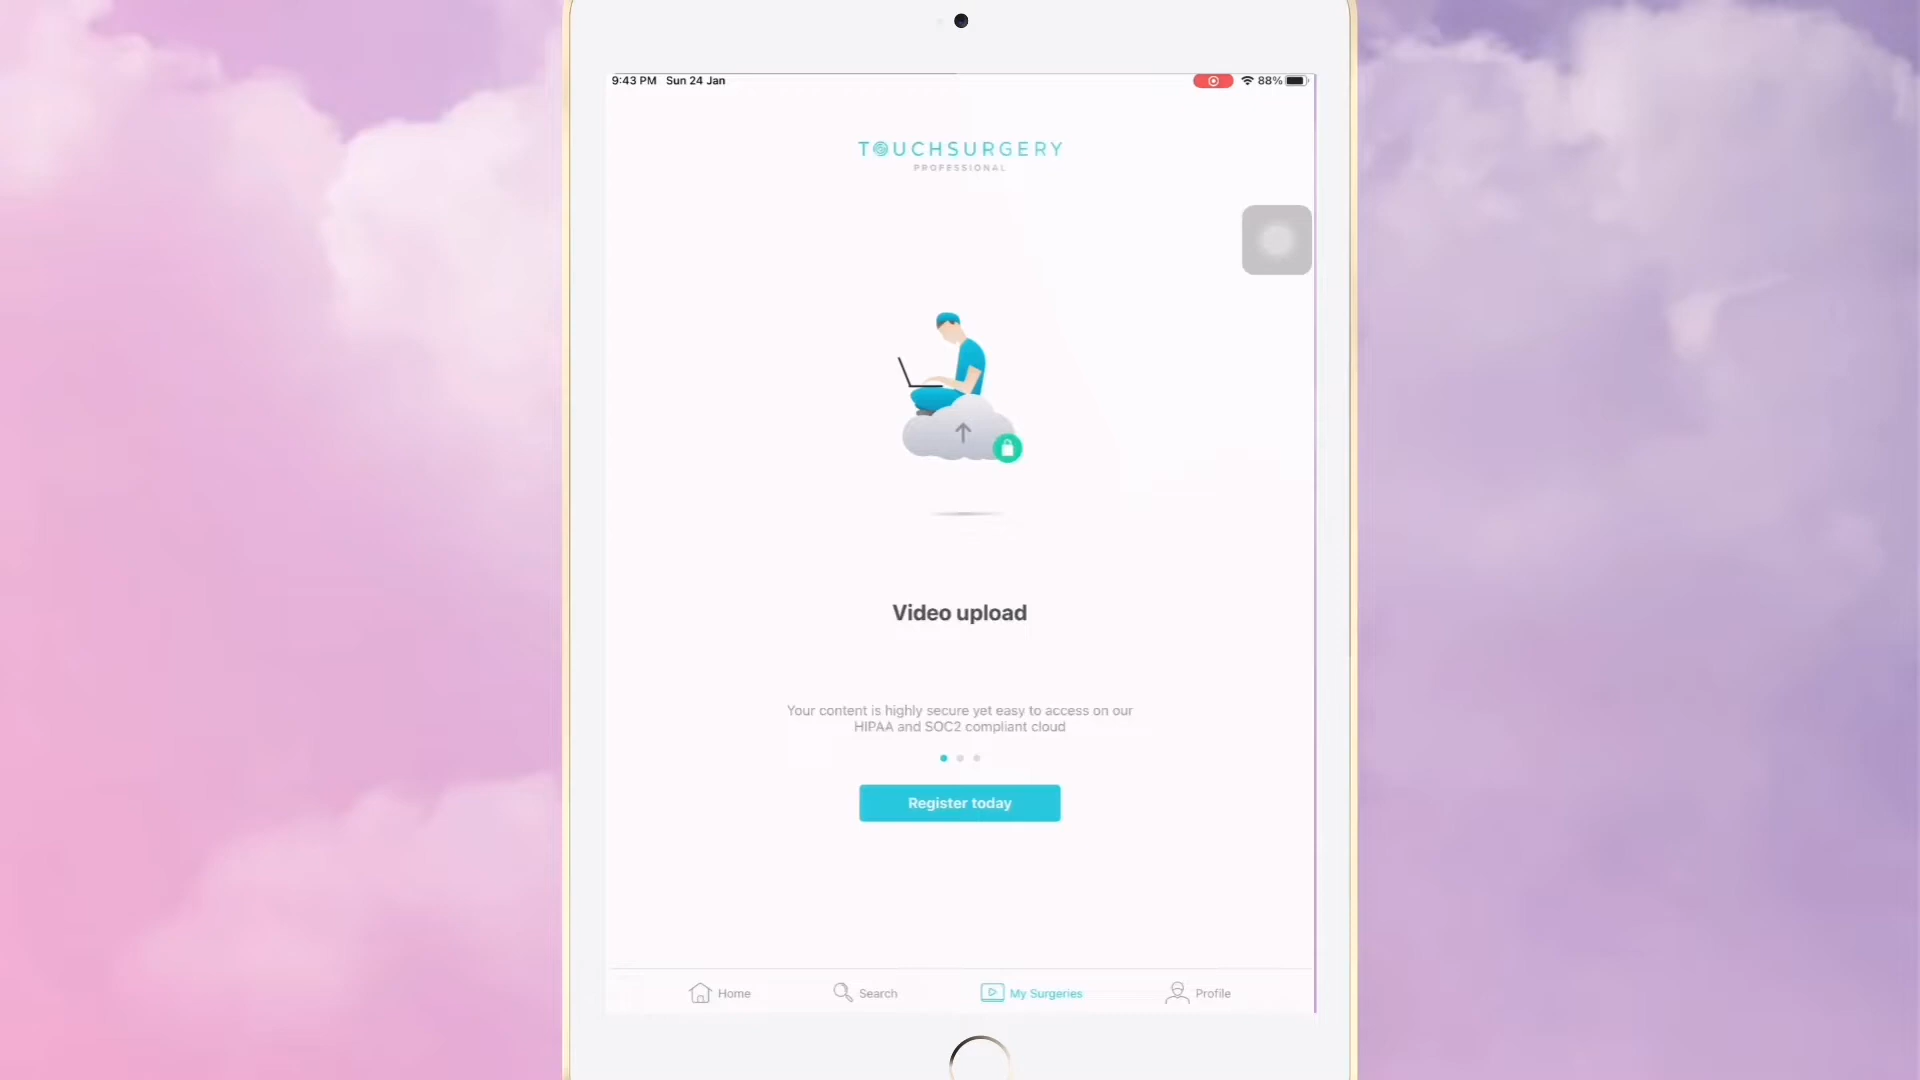 9:43 PM Sun 24 Jan 88%
TOUCHSURGERY
PROFESSIONAL
Video upload
Your content is highly secure yet easy to access on our
HIPAA and SOC2 compliant cloud
Register today
Home Search My Surgeries Profile